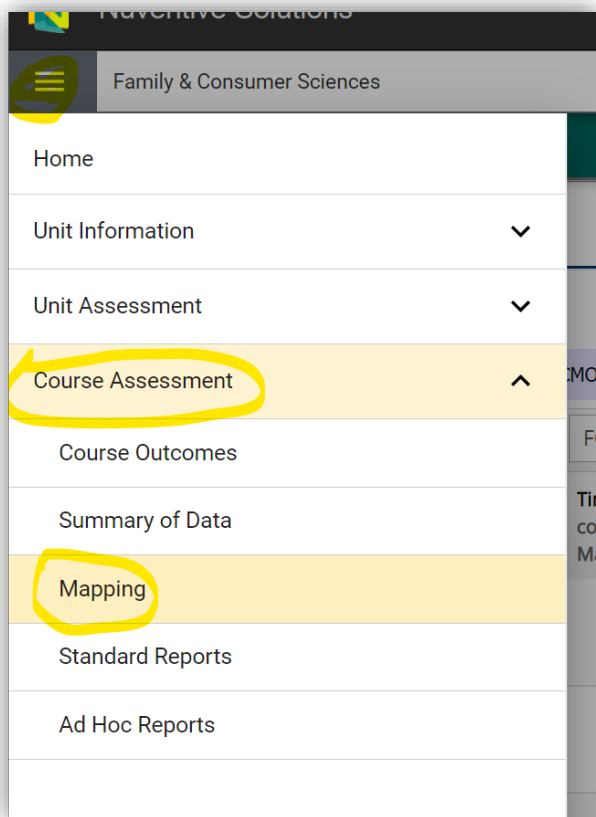 Nuventive Solutions
Family & Consumer Sciences
Home
Unit Information
Unit Assessment
Course Assessment
Course Outcomes
Summary of Data
Mapping
Standard Reports
Ad Hoc Reports